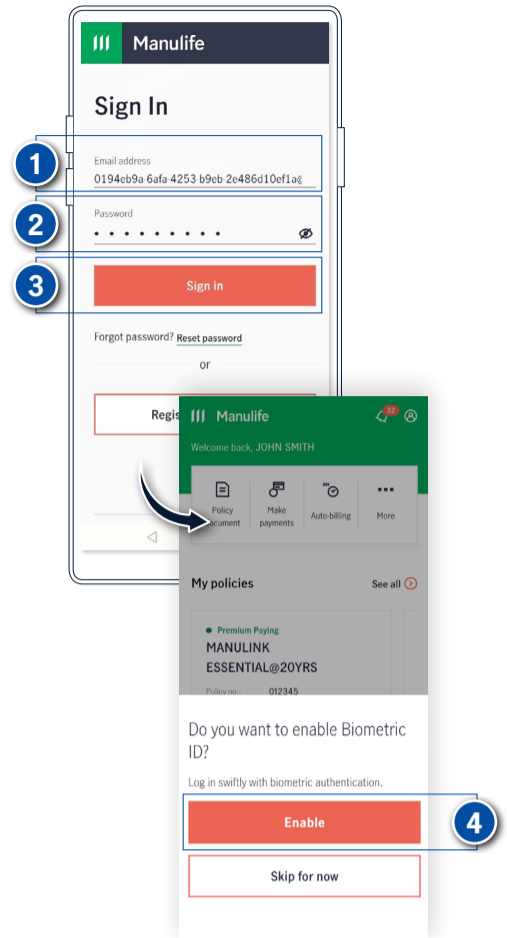 Manulife
Sign In
1
Email address
0194eb9a-6afa-4253-b9eb-2e486d10ef1a
2
Password
3
Sign in
Forgot password? Reset password
or
Regis
Manulife
32
Welcome back, JOHN SMITH
Policy
ocument
Make
payments
Auto-billing
More
My policies
See all
Premium Paying
MANULINK
ESSENTIAL@20YRS
Policy no.: 012345
Do you want to enable Biometric
ID?
Log in swiftly with biometric authentication.
Enable
4
Skip for now